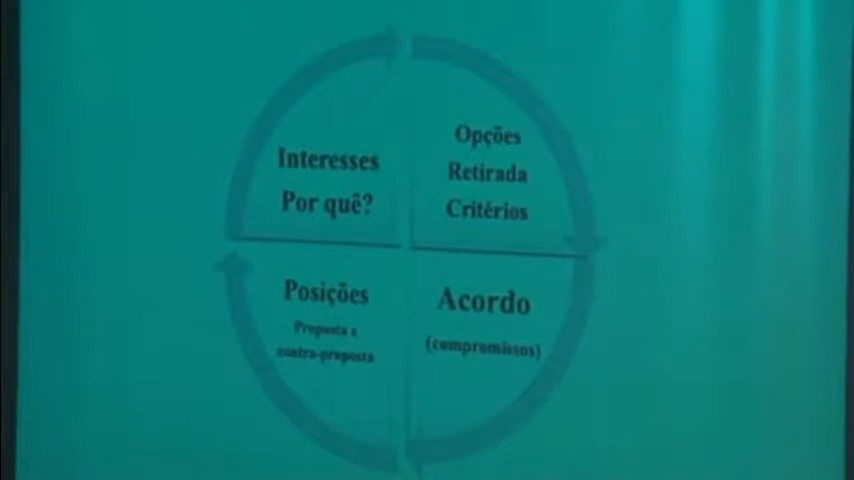 Interesses
Por quê?
Opções
Retirada
Critérios
Posições
Proposta e
contra-proposta
Acordo
(compromissos)